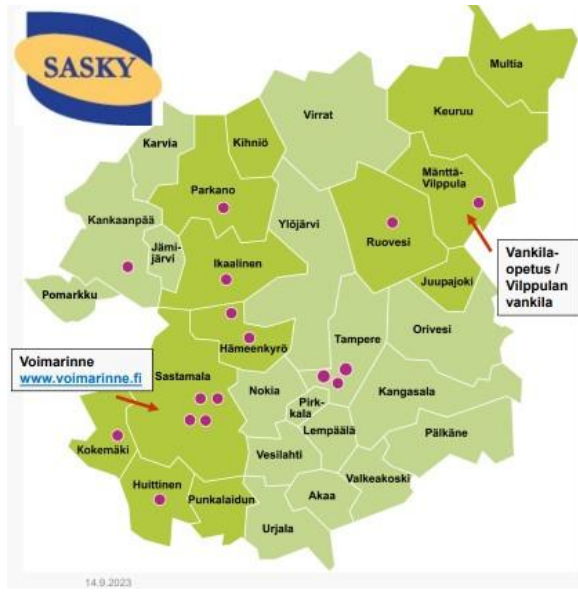 SASKY
Multia
Keuruu
Virrat
Karvia
Kihniö
Mänttä-
Vilppula
Parkano
Kankaanpää
Ylöjärvi
Ruovesi
Jämi-
järvi
Ikaalinen
Vankila-
opetus /
Vilppulan
vankila
Pomarkku
Juupajoki
Orivesi
Hämeenkyrö
Tampere
Voimarinne
www.voimarinne.fi
Sastamala
Nokia
Pirk-
kala
Kangasala
Lempäälä
Pälkäne
Kokemäki
Vesilahti
Valkeakoski
Huittinen
Punkalaidun
Akaa
Urjala
14.9.2023